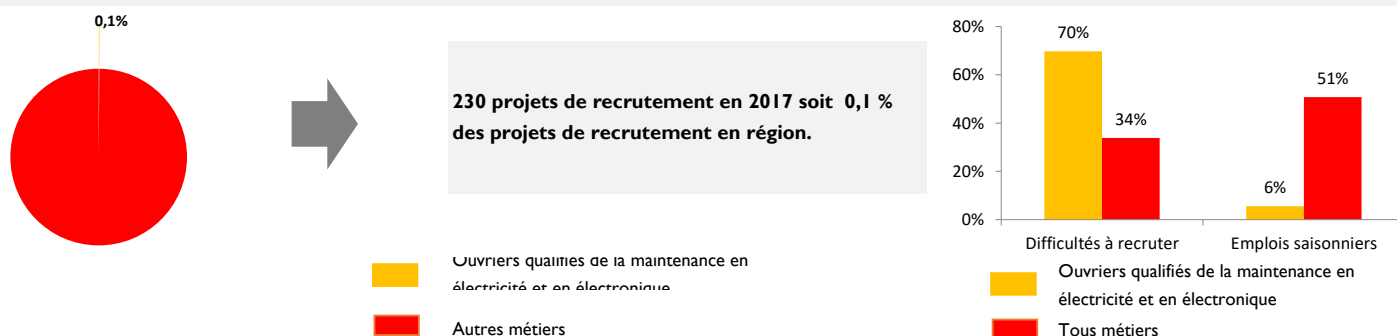 0,1%
230 projets de recrutement en 2017 soit 0,1 %
des projets de recrutement en région.
Ouvriers qualifiés de la maintenance en
électricité et en électronique
Autres métiers
80%
60%
40%
20%
0%
70%
34%
6%
51%
Difficultés à recruter
Emplois saisonniers
Ouvriers qualifiés de la maintenance en
électricité et en électronique
Tous métiers